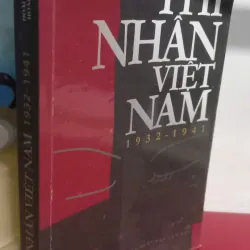 THI
NHÂN
VIỆT
NAM
1932-1941
NHÂN VIỆT NAM 1932-1941